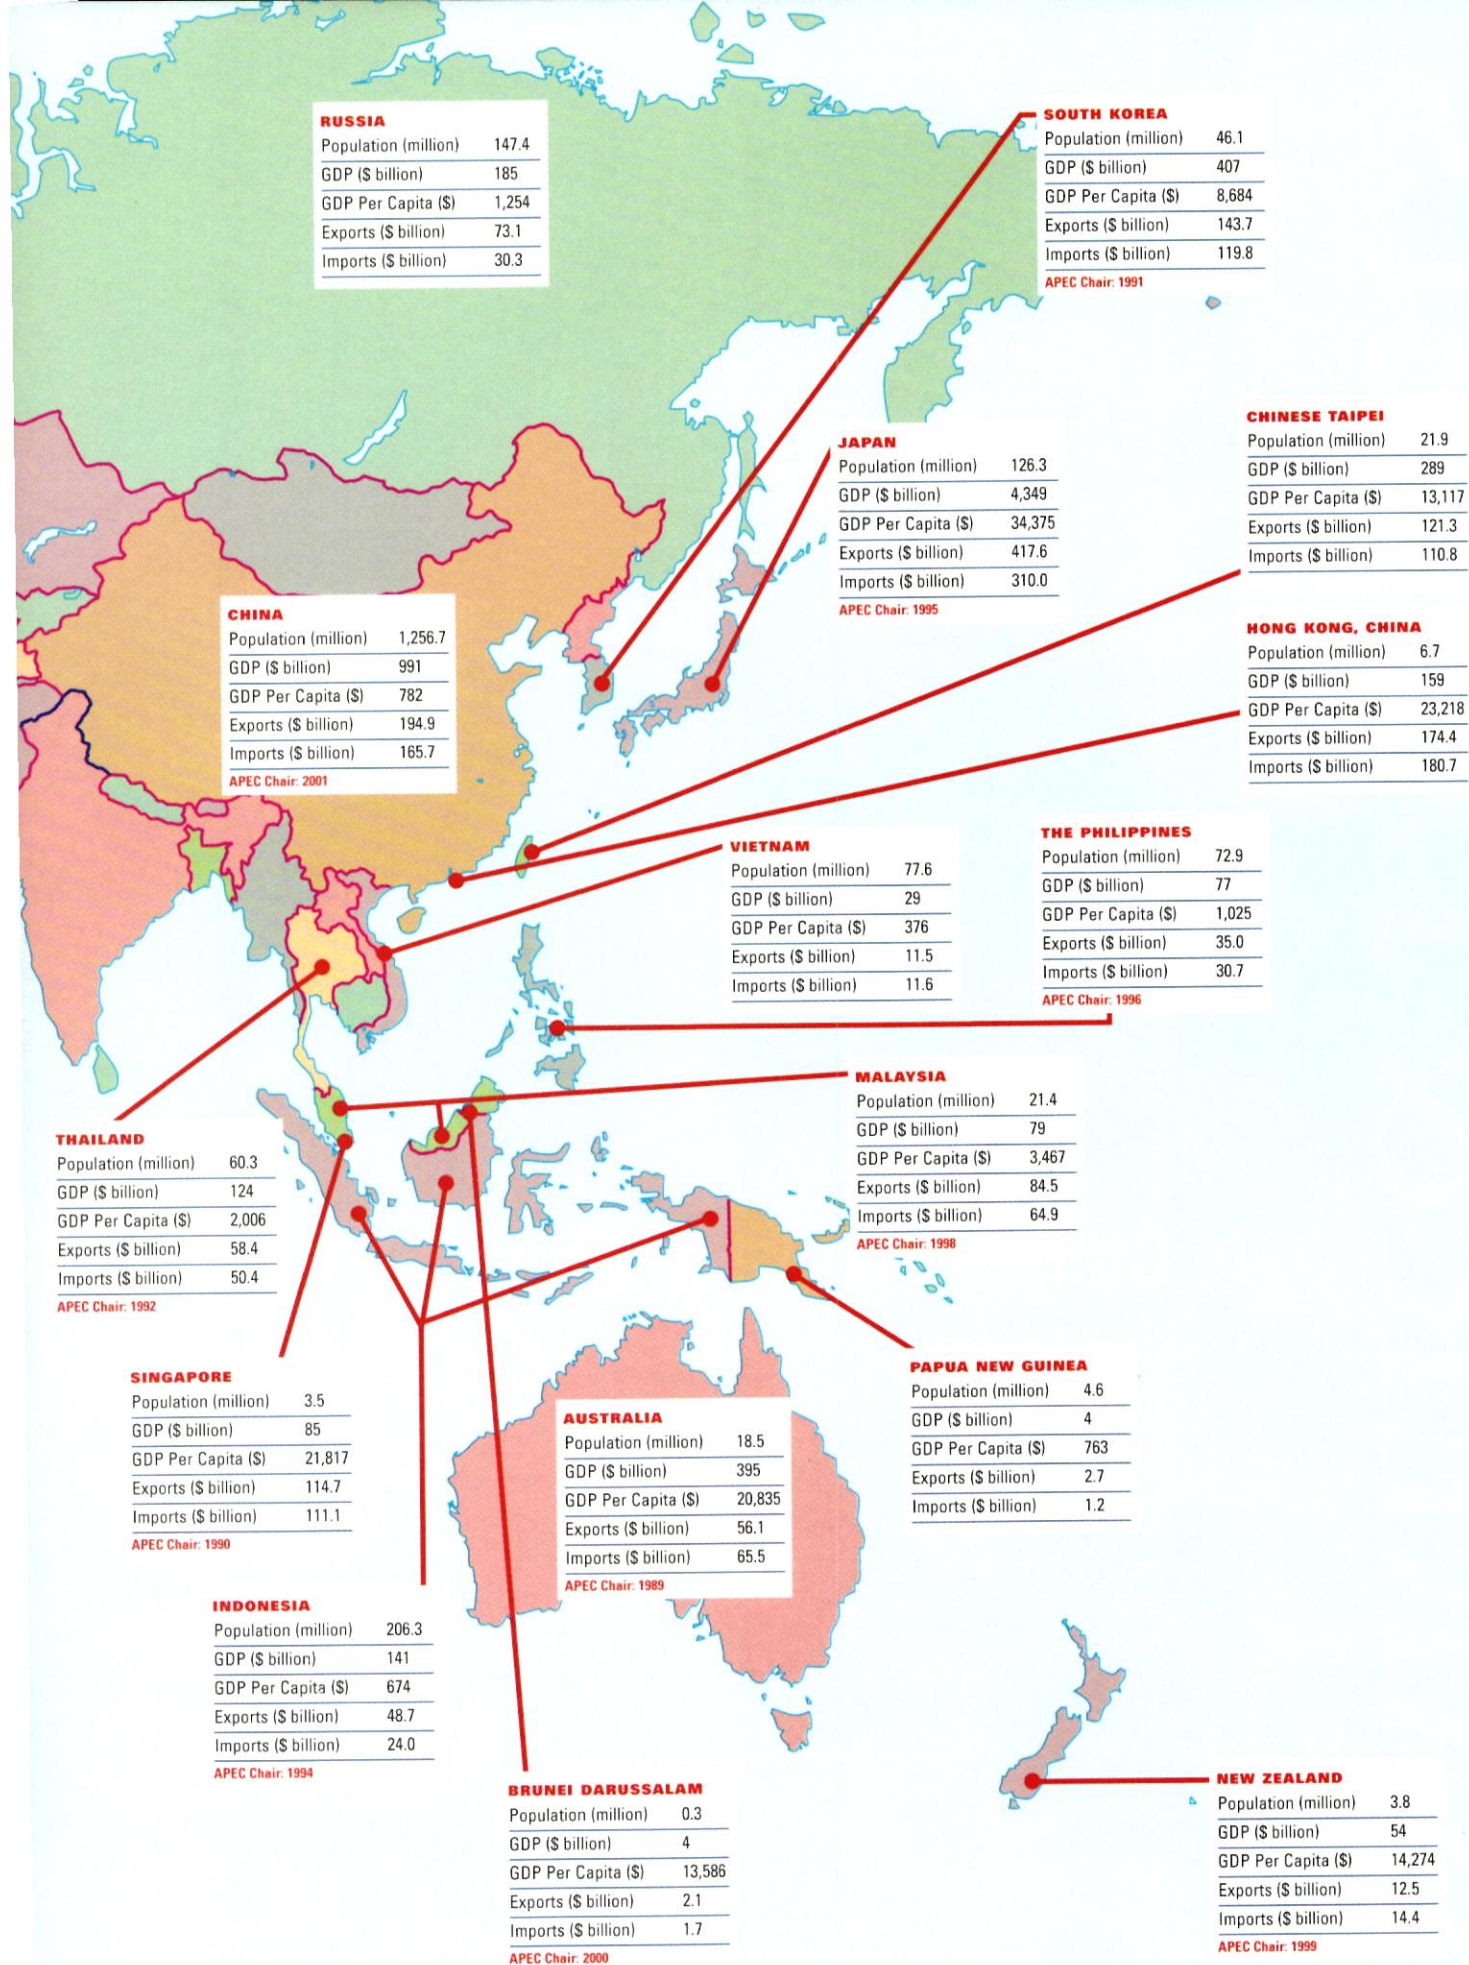 RUSSIA
Population (million) 147.4
GDP ($ billion) 185
GDP Per Capita ($) 1,254
Exports ($ billion) 73.1
Imports ($ billion) 30.3
SOUTH KOREA
Population (million) 46.1
GDP ($ billion) 407
GDP Per Capita ($) 8,684
Exports ($ billion) 143.7
Imports ($ billion) 119.8
APEC Chair: 1991
JAPAN
Population (million) 126.3
GDP ($ billion) 4,349
GDP Per Capita ($) 34,375
Exports ($ billion) 417.6
Imports ($ billion) 310.0
APEC Chair: 1995
CHINESE TAIPEI
Population (million) 21.9
GDP ($ billion) 289
GDP Per Capita ($) 13,117
Exports ($ billion) 121.3
Imports ($ billion) 110.8
CHINA
Population (million) 1,256.7
GDP ($ billion) 991
GDP Per Capita ($) 782
Exports ($ billion) 194.9
Imports ($ billion) 165.7
APEC Chair: 2001
HONG KONG, CHINA
Population (million) 6.7
GDP ($ billion) 159
GDP Per Capita ($) 23,218
Exports ($ billion) 174.4
Imports ($ billion) 180.7
VIETNAM
Population (million) 77.6
GDP ($ billion) 29
GDP Per Capita ($) 376
Exports ($ billion) 11.5
Imports ($ billion) 11.6
THE PHILIPPINES
Population (million) 72.9
GDP ($ billion) 77
GDP Per Capita ($) 1,025
Exports ($ billion) 35.0
Imports ($ billion) 30.7
APEC Chair: 1996
MALAYSIA
Population (million) 21.4
GDP ($ billion) 79
GDP Per Capita ($) 3,467
Exports ($ billion) 84.5
Imports ($ billion) 64.9
APEC Chair: 1998
THAILAND
Population (million) 60.3
GDP ($ billion) 124
GDP Per Capita ($) 2,006
Exports ($ billion) 58.4
Imports ($ billion) 50.4
APEC Chair: 1992
SINGAPORE
Population (million) 3.5
GDP ($ billion) 85
GDP Per Capita ($) 21,817
Exports ($ billion) 114.7
Imports ($ billion) 111.1
APEC Chair: 1990
AUSTRALIA
Population (million) 18.5
GDP ($ billion) 395
GDP Per Capita ($) 20,835
Exports ($ billion) 56.1
Imports ($ billion) 65.5
APEC Chair: 1989
PAPUA NEW GUINEA
Population (million) 4.6
GDP ($ billion) 4
GDP Per Capita ($) 763
Exports ($ billion) 2.7
Imports ($ billion) 1.2
INDONESIA
Population (million) 206.3
GDP ($ billion) 141
GDP Per Capita ($) 674
Exports ($ billion) 48.7
Imports ($ billion) 24.0
APEC Chair: 1994
BRUNEI DARUSSALAM
Population (million) 0.3
GDP ($ billion) 4
GDP Per Capita ($) 13,586
Exports ($ billion) 2.1
Imports ($ billion) 1.7
APEC Chair: 2000
NEW ZEALAND
Population (million) 3.8
GDP ($ billion) 54
GDP Per Capita ($) 14,274
Exports ($ billion) 12.5
Imports ($ billion) 14.4
APEC Chair: 1999